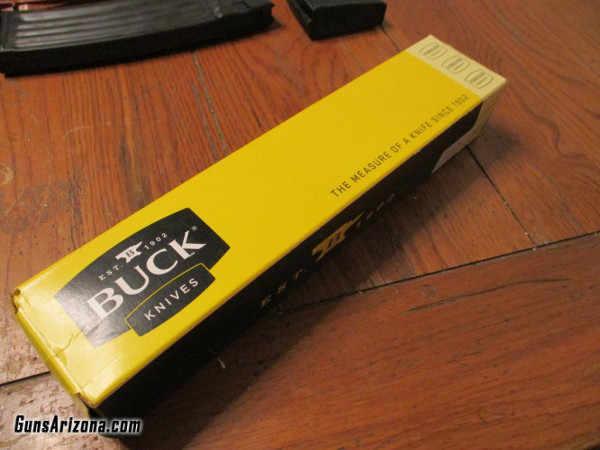 THE MEASURE OF A KNIFE SINCE 1902
EST. B 1902
BUCK®
KNIVES
EST. B 1902
GunsArizona.com